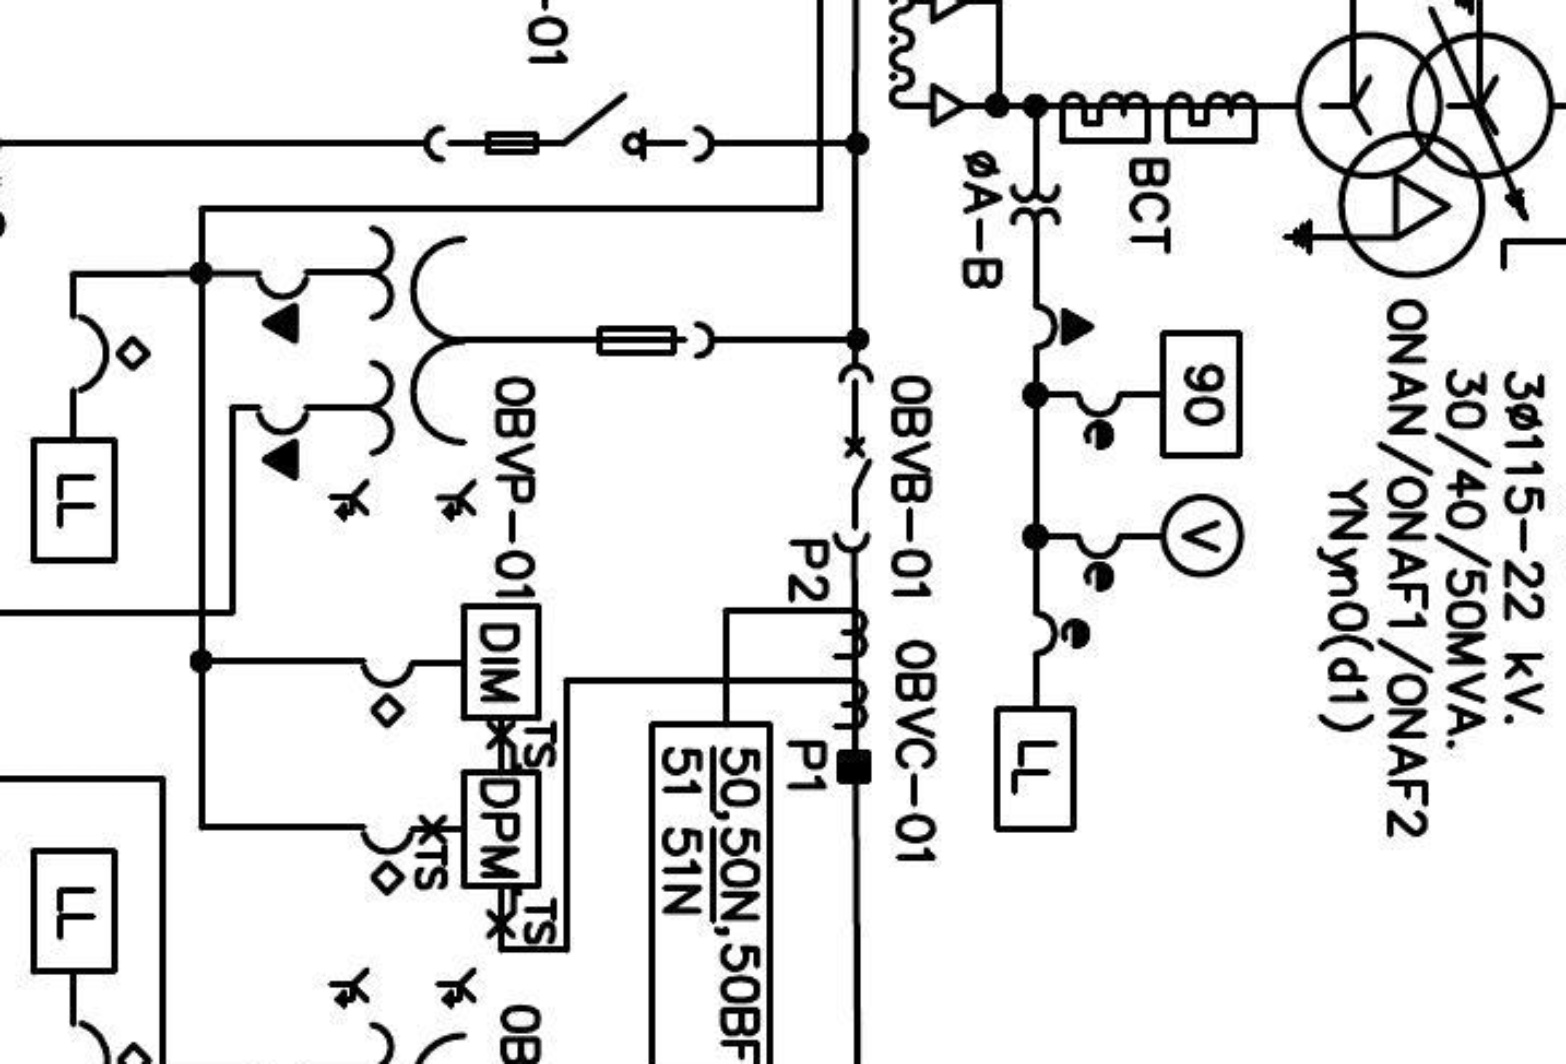 3ø115-22 kV.
30/40/50MVA.
ONAN/ONAF1/ONAF2
YNyn0(d1)
90
V
BCT
e
e
e
LL
øA-B
0BVB-01
0BVC-01
P2
P1
50,50N,50BF
51 51N
-01
0BVP-01
DIM
TS
DPM
TS
TS
0B
LL
LL